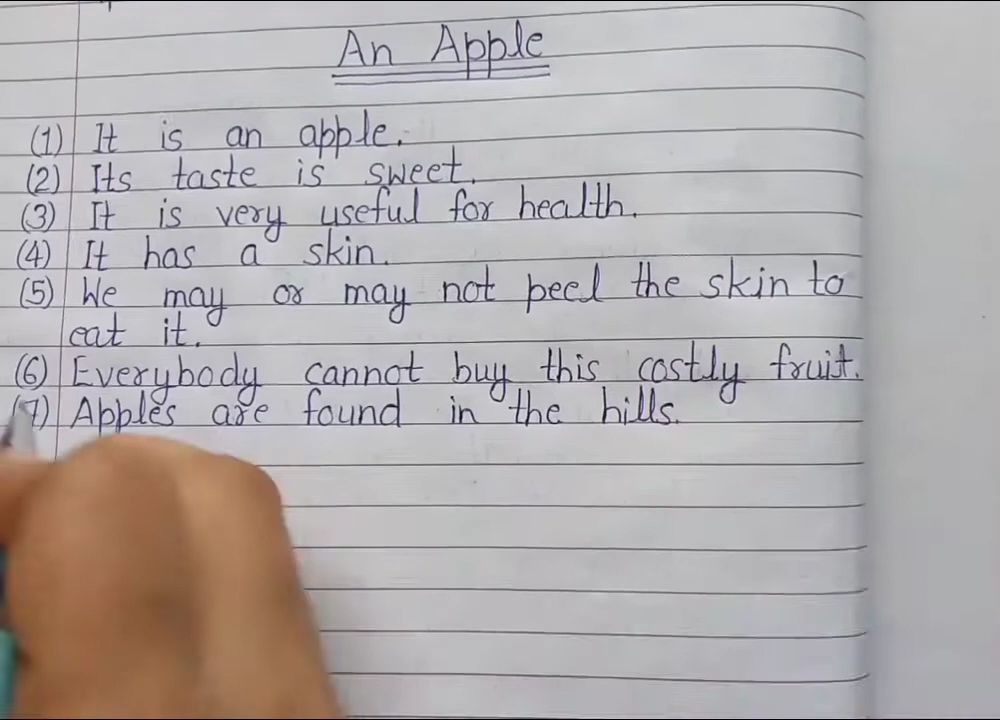 An Apple
(1) It is an apple.
(2) Its taste is sweet.
(3) It is very useful for health.
(4) It has a skin.
(5) We may or may not peel the skin to
eat it.
(6) Everybody cannot buy this costly fruit.
(7) Apples are found in the hills.